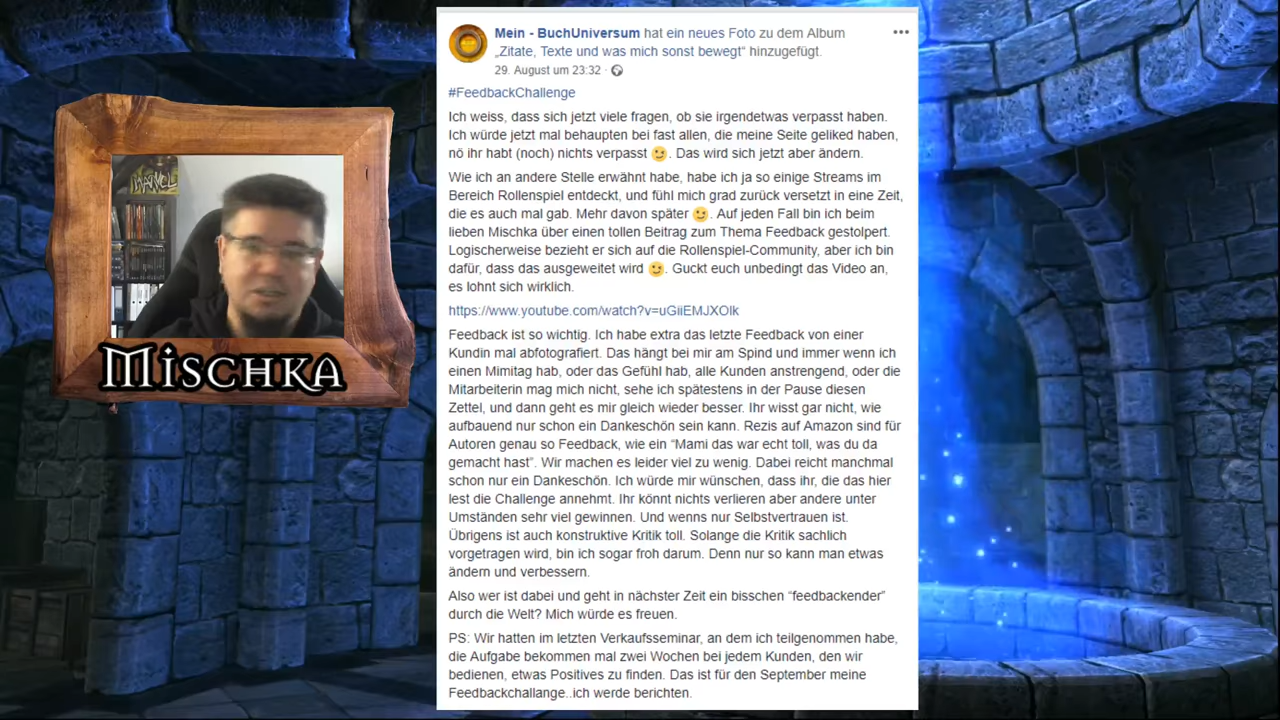 Mein - BuchUniversum hat ein neues Foto zu dem Album
„Zitate, Texte und was mich sonst bewegt“ hinzugefügt.
29. August um 23:32 ·
#FeedbackChallenge
Ich weiss, dass sich jetzt viele fragen, ob sie irgendetwas verpasst haben.
Ich würde jetzt mal behaupten bei fast allen, die meine Seite geliked haben,
nö ihr habt (noch) nichts verpasst 😉. Das wird sich jetzt aber ändern.
Wie ich an andere Stelle erwähnt habe, habe ich ja so einige Streams im
Bereich Rollenspiel entdeckt, und fühl mich grad zurück versetzt in eine Zeit,
die es auch mal gab. Mehr davon später 😉. Auf jeden Fall bin ich beim
lieben Mischka über einen tollen Beitrag zum Thema Feedback gestolpert.
Logischerweise bezieht er sich auf die Rollenspiel-Community, aber ich bin
dafür, dass das ausgeweitet wird 😉. Guckt euch unbedingt das Video an,
es lohnt sich wirklich.
https://www.youtube.com/watch?v=uGiiEMJXOlk
Feedback ist so wichtig. Ich habe extra das letzte Feedback von einer
Kundin mal abfotografiert. Das hängt bei mir am Spind und immer wenn ich
einen Mimitag hab, oder das Gefühl hab, alle Kunden anstrengend, oder die
Mitarbeiterin mag mich nicht, sehe ich spätestens in der Pause diesen
Zettel, und dann geht es mir gleich wieder besser. Ihr wisst gar nicht, wie
aufbauend nur schon ein Dankeschön sein kann. Rezis auf Amazon sind für
Autoren genau so Feedback, wie ein “Mami das war echt toll, was du da
gemacht hast”. Wir machen es leider viel zu wenig. Dabei reicht manchmal
schon nur ein Dankeschön. Ich würde mir wünschen, dass ihr, die das hier
lest die Challenge annehmt. Ihr könnt nichts verlieren aber andere unter
Umständen sehr viel gewinnen. Und wenns nur Selbstvertrauen ist.
Übrigens ist auch konstruktive Kritik toll. Solange die Kritik sachlich
vorgetragen wird, bin ich sogar froh darum. Denn nur so kann man etwas
ändern und verbessern.
Also wer ist dabei und geht in nächster Zeit ein bisschen “feedbackender”
durch die Welt? Mich würde es freuen.
PS: Wir hatten im letzten Verkaufsseminar, an dem ich teilgenommen habe,
die Aufgabe bekommen mal zwei Wochen bei jedem Kunden, den wir
bedienen, etwas Positives zu finden. Das ist für den September meine
Feedbackchallange..ich werde berichten.
Mischka